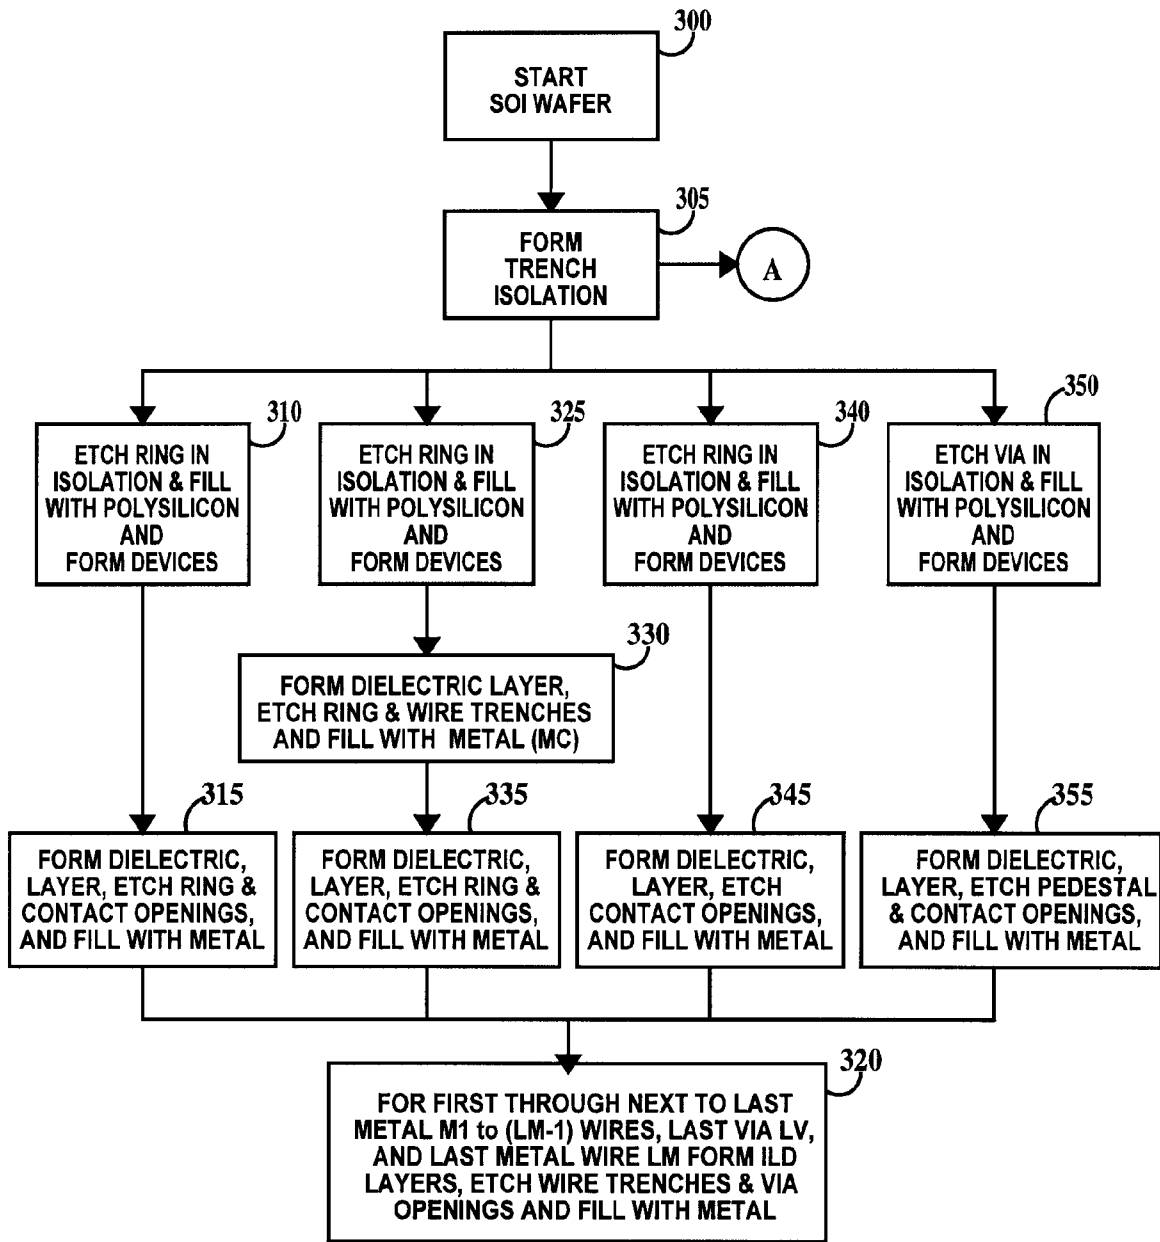 300
START
SOI WAFER
305
FORM
TRENCH
ISOLATION
A
310
ETCH RING IN
ISOLATION & FILL
WITH POLYSILICON
AND
FORM DEVICES
325
ETCH RING IN
ISOLATION & FILL
WITH POLYSILICON
AND
FORM DEVICES
340
ETCH RING IN
ISOLATION & FILL
WITH POLYSILICON
AND
FORM DEVICES
350
ETCH VIA IN
ISOLATION & FILL
WITH POLYSILICON
AND
FORM DEVICES
330
FORM DIELECTRIC LAYER,
ETCH RING & WIRE TRENCHES
AND FILL WITH METAL (MC)
315
FORM DIELECTRIC,
LAYER, ETCH RING &
CONTACT OPENINGS,
AND FILL WITH METAL
335
FORM DIELECTRIC,
LAYER, ETCH RING &
CONTACT OPENINGS,
AND FILL WITH METAL
345
FORM DIELECTRIC,
LAYER, ETCH
CONTACT OPENINGS,
AND FILL WITH METAL
355
FORM DIELECTRIC,
LAYER, ETCH PEDESTAL
& CONTACT OPENINGS,
AND FILL WITH METAL
320
FOR FIRST THROUGH NEXT TO LAST
METAL M1 to (LM-1) WIRES, LAST VIA LV,
AND LAST METAL WIRE LM FORM ILD
LAYERS, ETCH WIRE TRENCHES & VIA
OPENINGS AND FILL WITH METAL